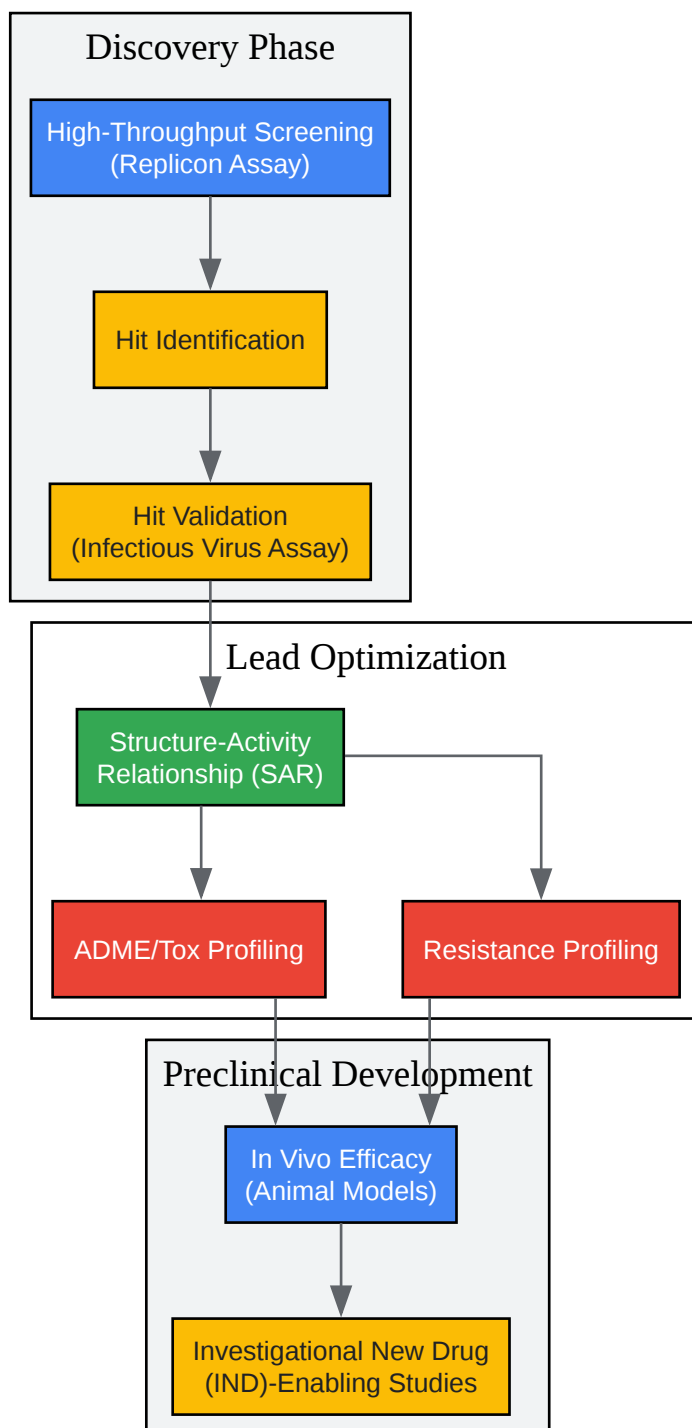 Discovery Phase
High-Throughput Screening
(Replicon Assay)
Hit Identification
Hit Validation
(Infectious Virus Assay)
Lead Optimization
Structure-Activity
Relationship (SAR)
ADME/Tox Profiling
Resistance Profiling
Preclinical Development
In Vivo Efficacy
(Animal Models)
Investigational New Drug
(IND)-Enabling Studies